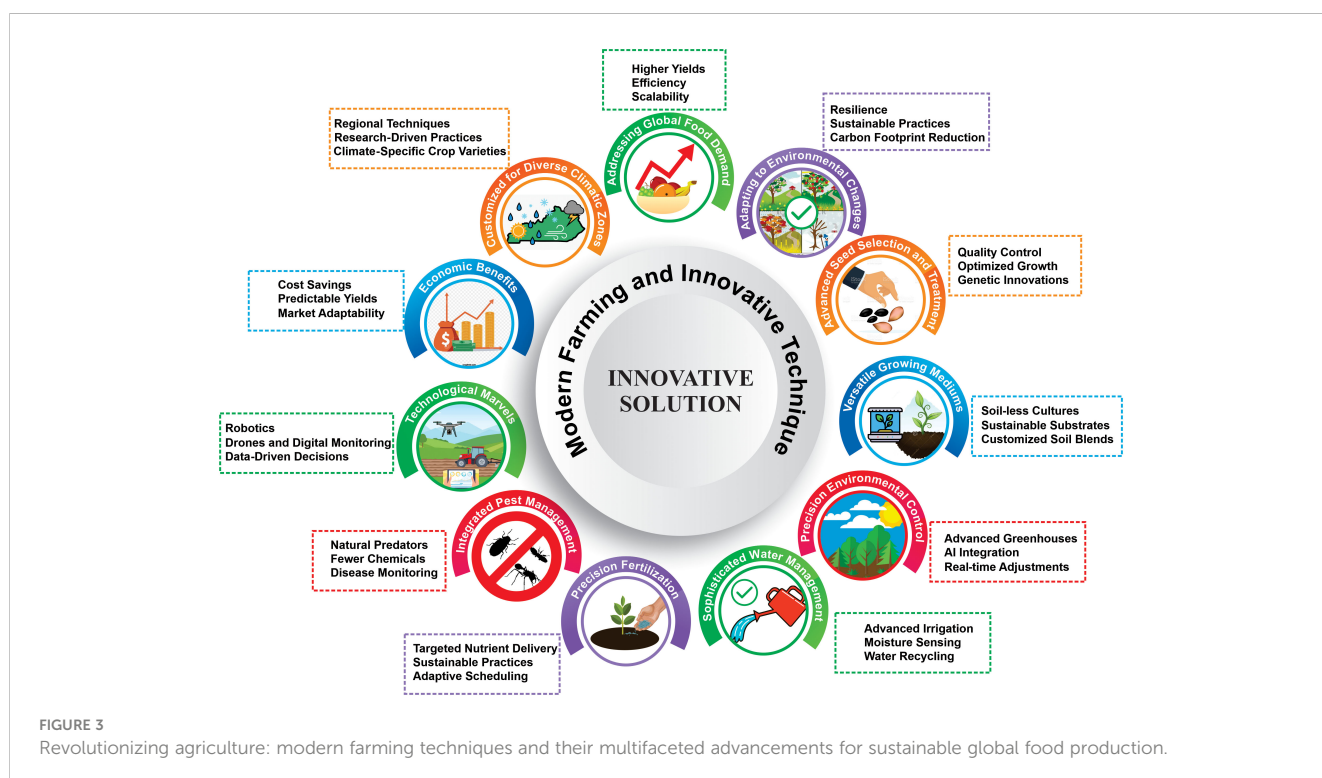 Higher Yields
Efficiency
Scalability
Addressing Global Food Demand
Resilience
Sustainable Practices
Carbon Footprint Reduction
Adapting to Environmental Changes
Quality Control
Optimized Growth
Genetic Innovations
Advanced Seed Selection and Treatment
Soil-less Cultures
Sustainable Substrates
Customized Soil Blends
Versatile Growing Mediums
Advanced Greenhouses
AI Integration
Real-time Adjustments
Precision Environmental Control
Advanced Irrigation
Moisture Sensing
Water Recycling
Sophisticated Water Management
Targeted Nutrient Delivery
Sustainable Practices
Adaptive Scheduling
Precision Fertilization
Natural Predators
Fewer Chemicals
Disease Monitoring
Integrated Pest Management
Robotics
Drones and Digital Monitoring
Data-Driven Decisions
Technological Marvels
Cost Savings
Predictable Yields
Market Adaptability
Economic Benefits
$
Regional Techniques
Research-Driven Practices
Climate-Specific Crop Varieties
Customized for Diverse Climatic Zones
Modern Farming and Innovative Technique
INNOVATIVE
SOLUTION
FIGURE 3
Revolutionizing agriculture: modern farming techniques and their multifaceted advancements for sustainable global food production.